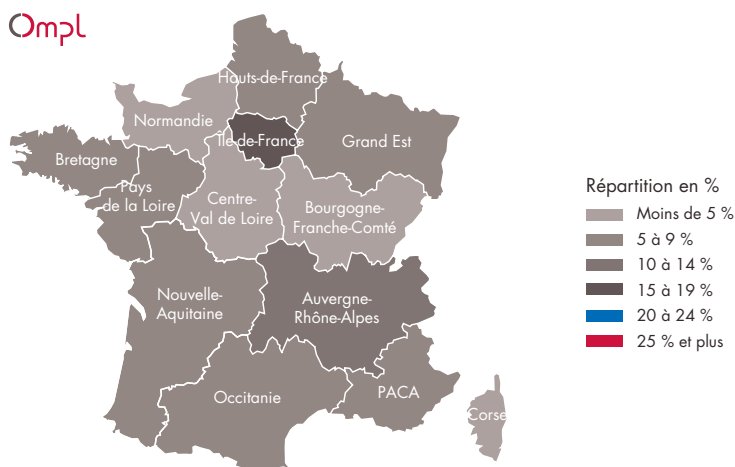 Ompl
Hauts-de-France
Normandie
Île-de-France
Grand Est
Bretagne
Pays
de la Loire
Centre-
Val de Loire
Bourgogne-
Franche-Comté
Nouvelle-
Aquitaine
Auvergne-
Rhône-Alpes
Occitanie
PACA
Corse
Répartition en %
Moins de 5 %
5 à 9 %
10 à 14 %
15 à 19 %
20 à 24 %
25 % et plus